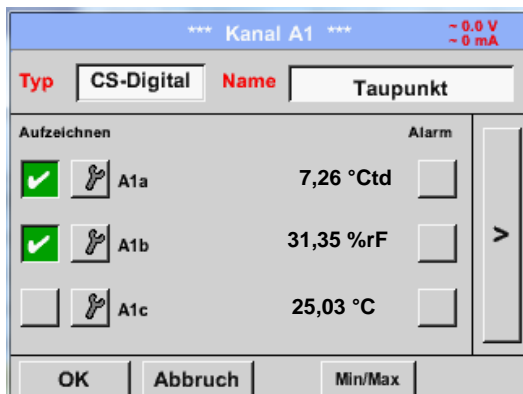 *** Kanal A1 ***
~ 0.0 V
~ 0 mA
Typ CS-Digital Name Taupunkt
Aufzeichnen Alarm
A1a 7,26 °Ctd
A1b 31,35 %rF
A1c 25,03 °C
>
OK Abbruch Min/Max